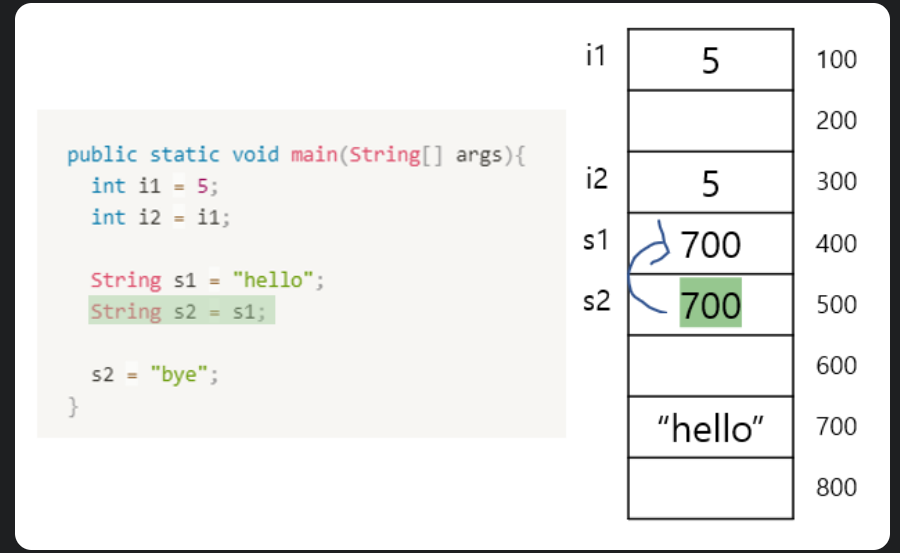 public static void main(String[] args){
int i1 = 5;
int i2 = i1;
String s1 = "hello";
String s2 = s1;
s2 = "bye";
}
i1 5 100
200
i2 5 300
s1 700 400
s2 700 500
600
“hello” 700
800